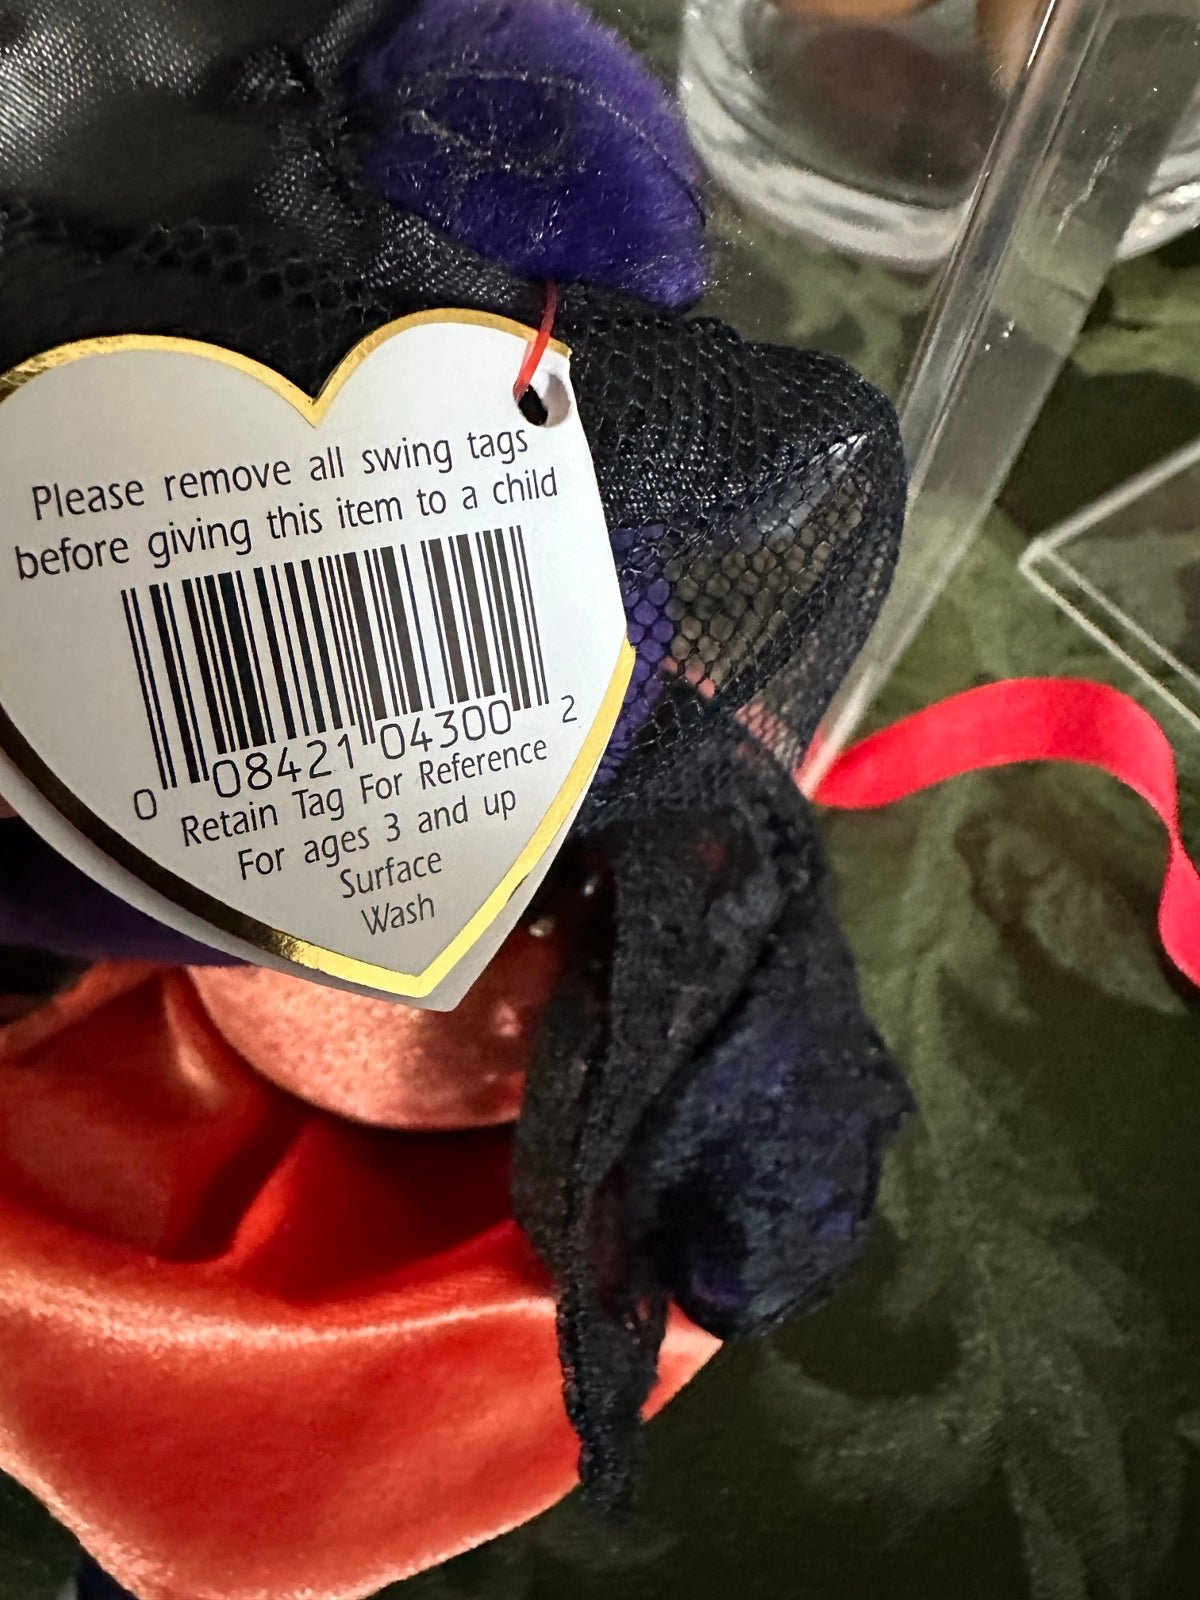 Please remove all swing tags
before giving this item to a child
0 08421 04300 2
Retain Tag For Reference
For ages 3 and up
Surface
Wash